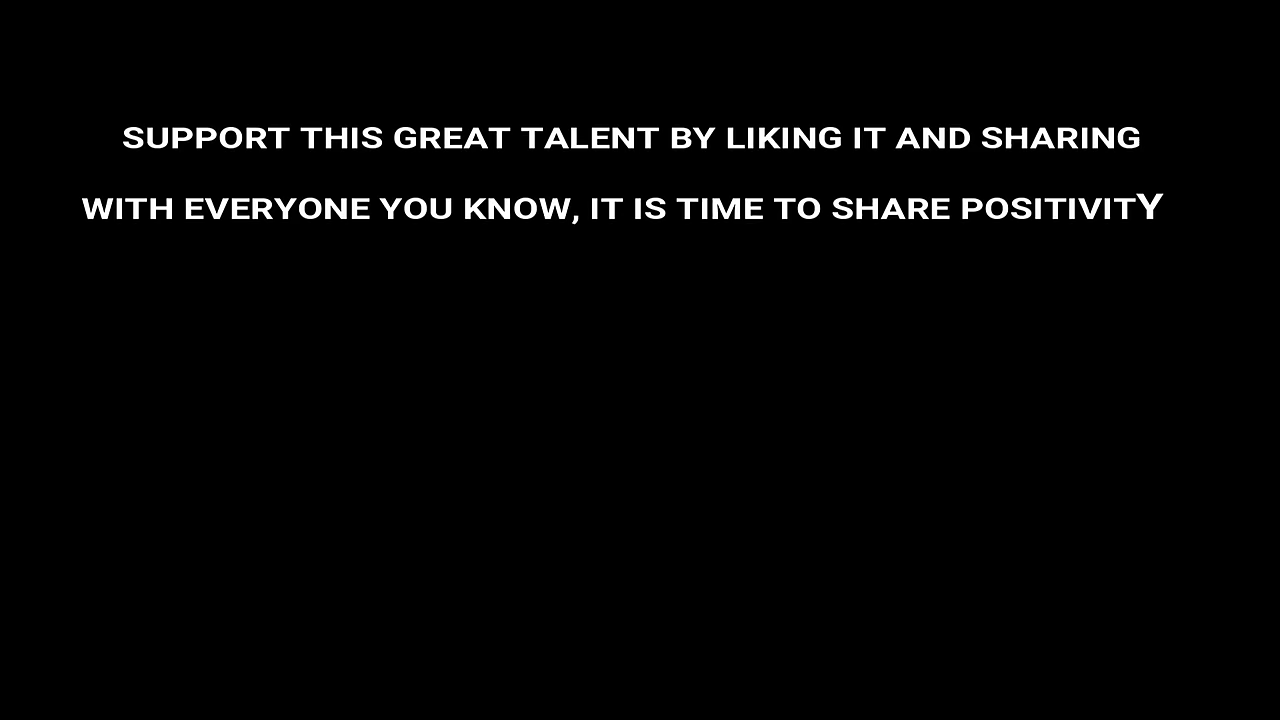 SUPPORT THIS GREAT TALENT BY LIKING IT AND SHARING
WITH EVERYONE YOU KNOW, IT IS TIME TO SHARE POSITIVITY